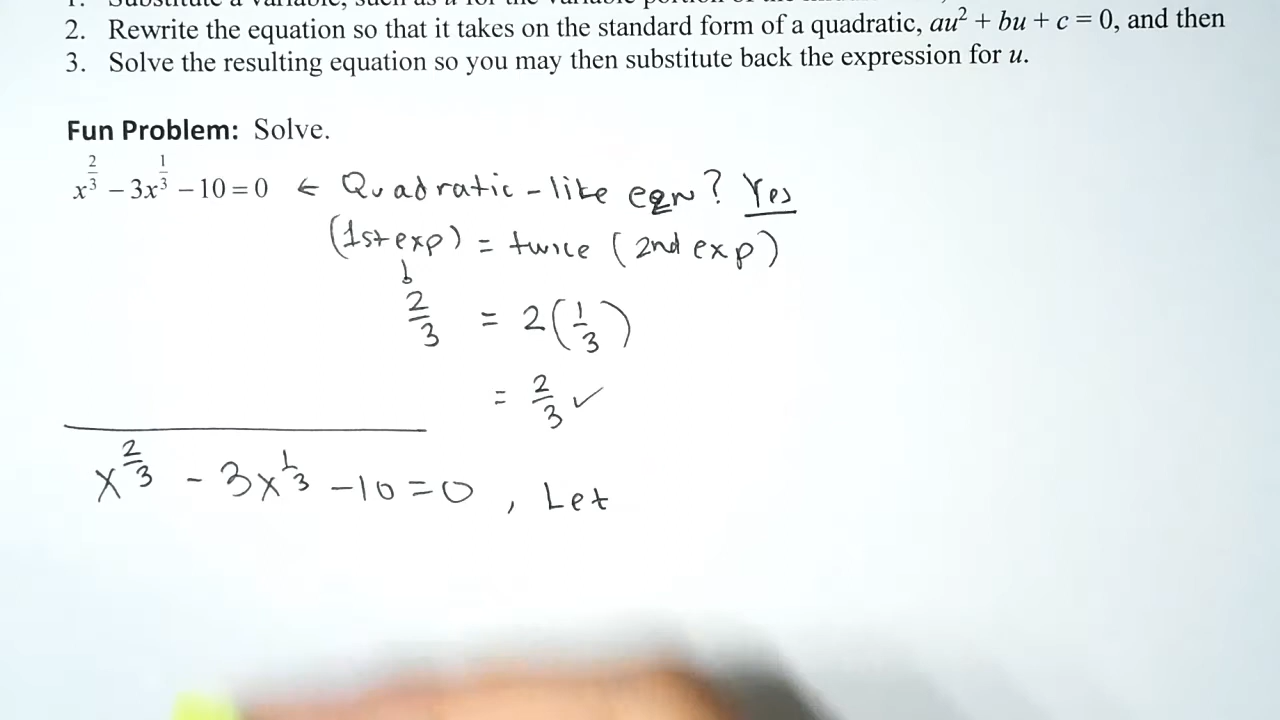 2. Rewrite the equation so that it takes on the standard form of a quadratic, au² + bu + c = 0, and then
3. Solve the resulting equation so you may then substitute back the expression for u.
Fun Problem: Solve.
x^(2/3) − 3x^(1/3) − 10 = 0 ← Quadratic-like eqn? Yes
(1st exp) = twice (2nd exp)
2/3 = 2(1/3)
= 2/3 ✓
x^(2/3) - 3x^(1/3) - 10 = 0, Let